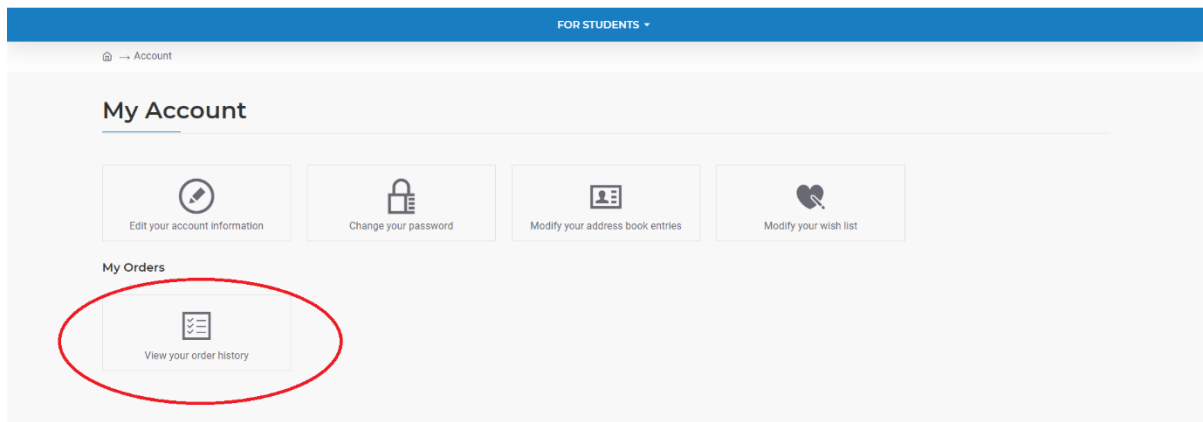 FOR STUDENTS
→ Account
My Account
Edit your account information
Change your password
Modify your address book entries
Modify your wish list
My Orders
View your order history